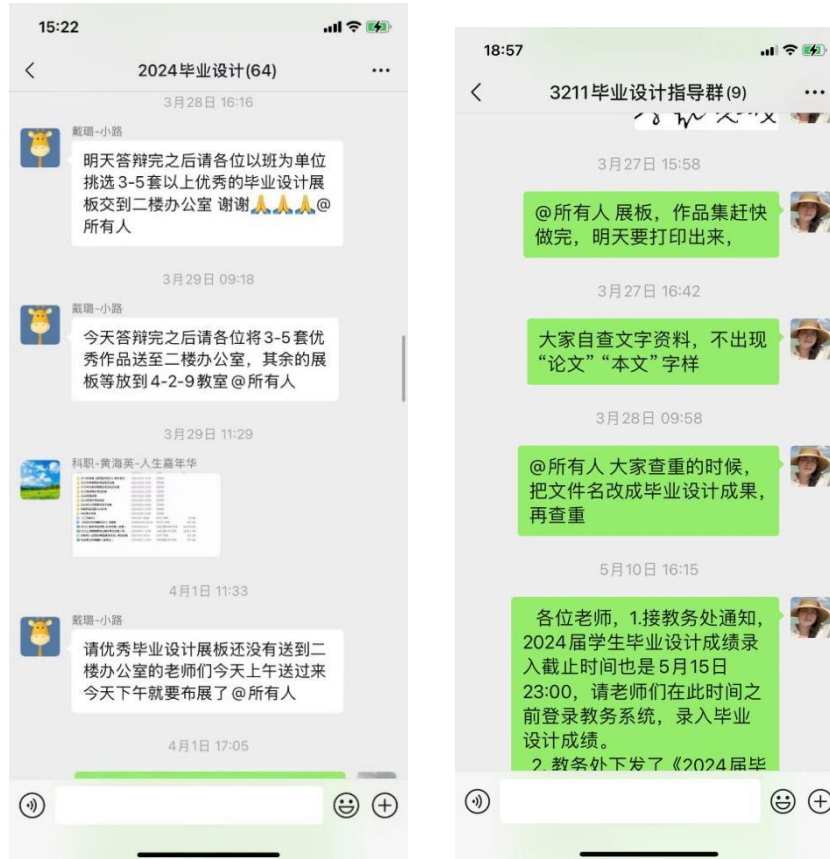 15:22
2024毕业设计(64)
3月28日 16:16
戴璐-小路
明天答辩完之后请各位以班为单位
挑选3-5套以上优秀的毕业设计展
板交到二楼办公室 谢谢🙏🙏🙏@
所有人
3月29日 09:18
戴璐-小路
今天答辩完之后请各位将3-5套优
秀作品送至二楼办公室，其余的展
板等放到4-2-9教室@所有人
3月29日 11:29
科职-黄海英-人生嘉年华
4月1日 11:33
戴璐-小路
请优秀毕业设计展板还没有送到二
楼办公室的老师们今天上午送过来
今天下午就要布展了@所有人
4月1日 17:05
18:57
3211毕业设计指导群(9)
3月27日 15:58
@所有人 展板，作品集赶快
做完，明天要打印出来，
3月27日 16:42
大家自查文字资料，不出现
“论文”“本文”字样
3月28日 09:58
@所有人 大家查重的时候，
把文件名改成毕业设计成果，
再查重
5月10日 16:15
各位老师，1.接教务处通知，
2024届学生毕业设计成绩录
入截止时间也是5月15日
23:00，请老师们在此时间之
前登录教务系统，录入毕业
设计成绩。
2.教务处下发了《2024届毕